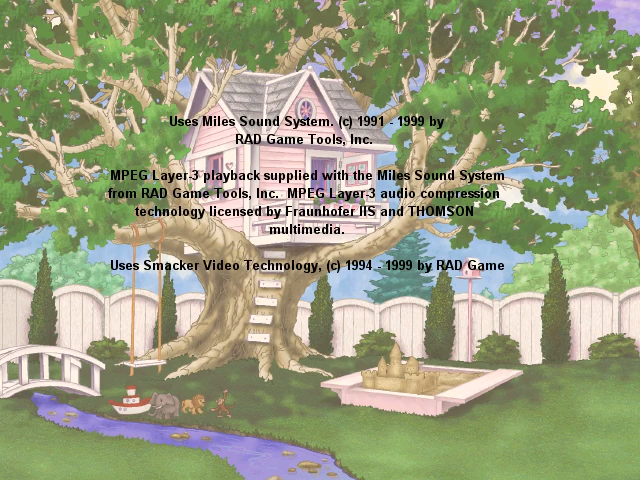 Uses Miles Sound System. (c) 1991 - 1999 by
RAD Game Tools, Inc.
MPEG Layer-3 playback supplied with the Miles Sound System
from RAD Game Tools, Inc.  MPEG Layer-3 audio compression
technology licensed by Fraunhofer IIS and THOMSON
multimedia.
Uses Smacker Video Technology, (c) 1994 - 1999 by RAD Game